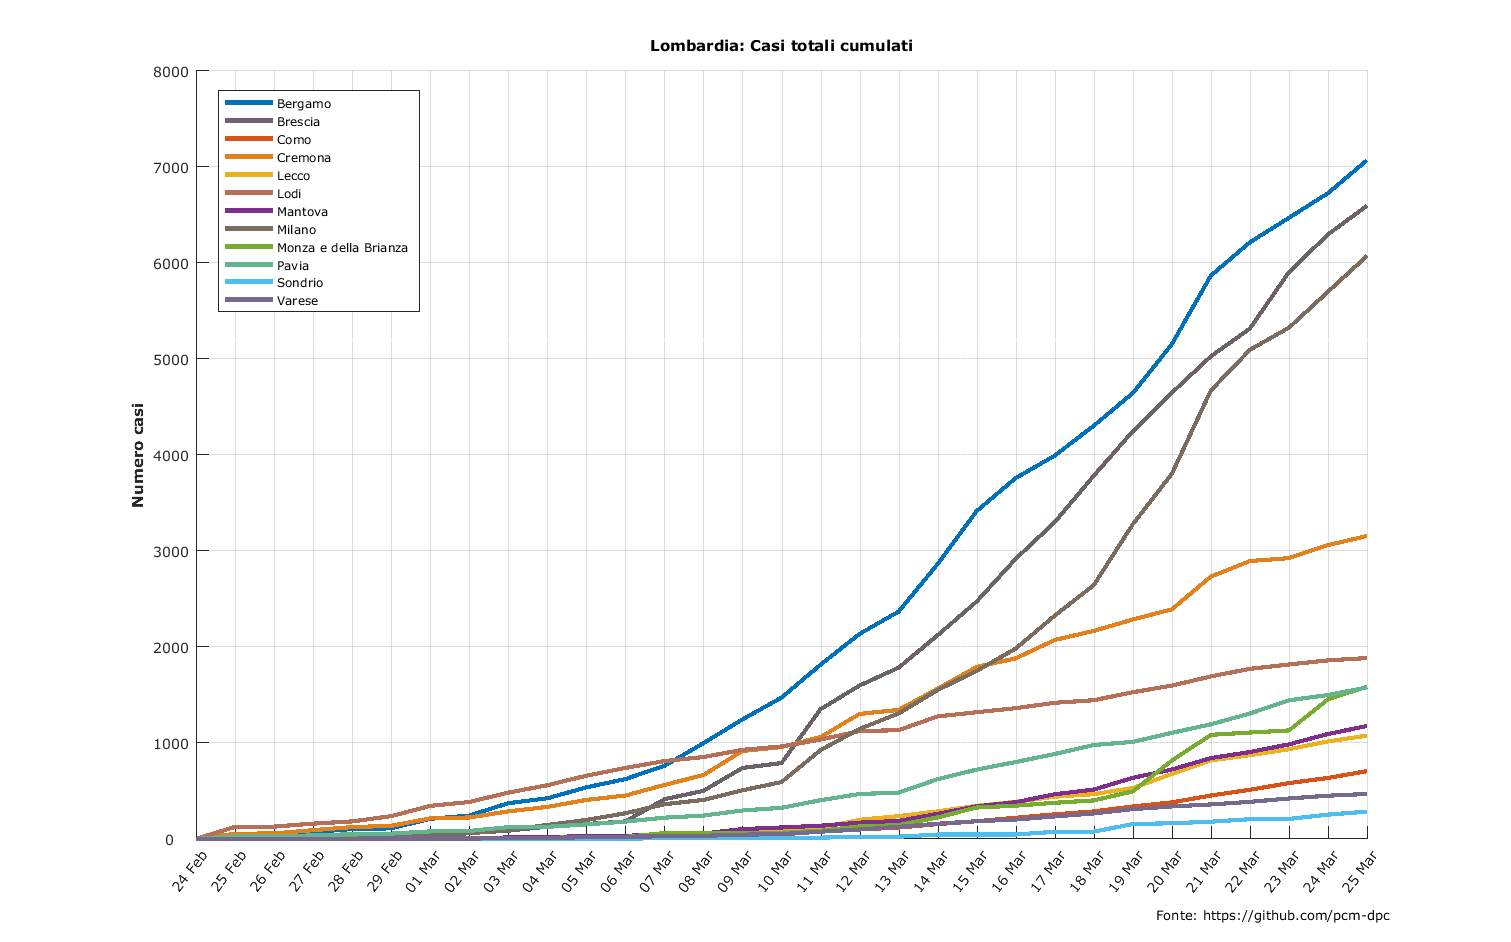 Lombardia: Casi totali cumulati
8000
7000
6000
5000
4000
3000
2000
1000
0
Numero casi
Bergamo
Brescia
Como
Cremona
Lecco
Lodi
Mantova
Milano
Monza e della Brianza
Pavia
Sondrio
Varese
24 Feb
25 Feb
26 Feb
27 Feb
28 Feb
29 Feb
01 Mar
02 Mar
03 Mar
04 Mar
05 Mar
06 Mar
07 Mar
08 Mar
09 Mar
10 Mar
11 Mar
12 Mar
13 Mar
14 Mar
15 Mar
16 Mar
17 Mar
18 Mar
19 Mar
20 Mar
21 Mar
22 Mar
23 Mar
24 Mar
25 Mar
Fonte: https://github.com/pcm-dpc